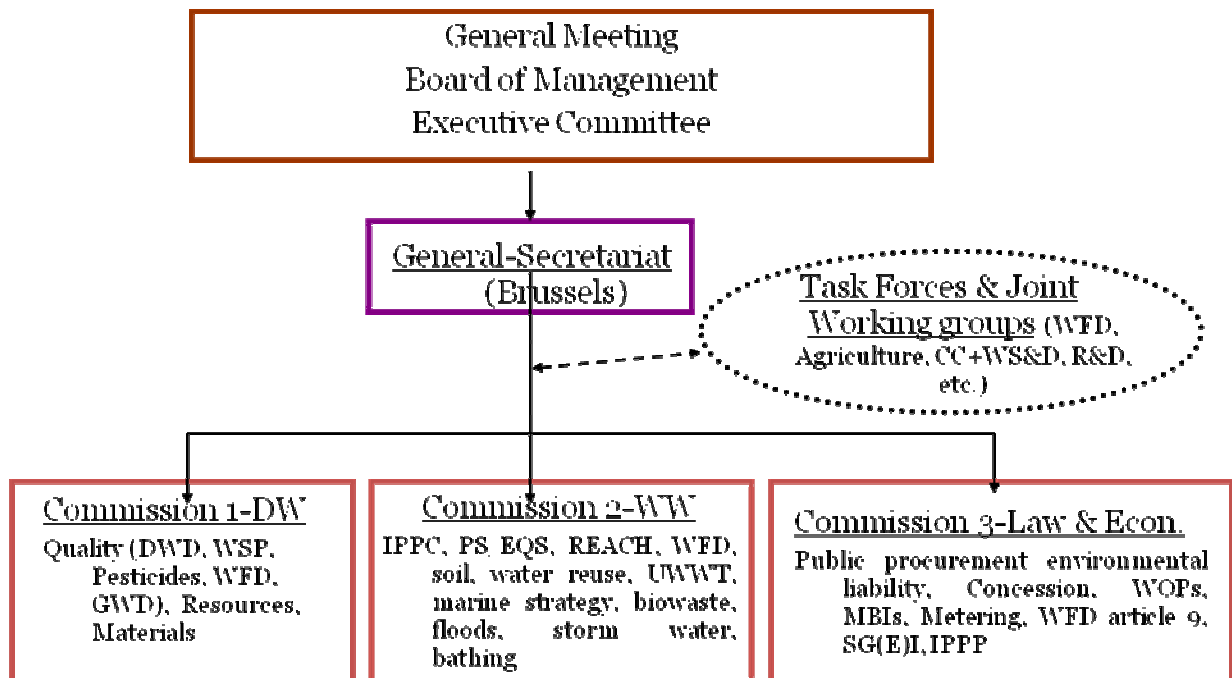 General Meeting
Board of Management
Executive Committee
General-Secretariat
(Brussels)
Task Forces & Joint
Working groups (WFD,
Agriculture, CC+WS&D, R&D,
etc.)
Commission 1-DW
Quality (DWD, WSP,
Pesticides, WFD,
GWD), Resources,
Materials
Commission 2-WW
IPPC, PS, EQS, REACH, WFD,
soil, water reuse, UWWT,
marine strategy, biowaste,
floods, storm water,
bathing
Commission 3-Law & Econ.
Public procurement environmental
liability, Concession, WOPs,
MBIs, Metering, WFD article 9,
SG(E)I, IPPP